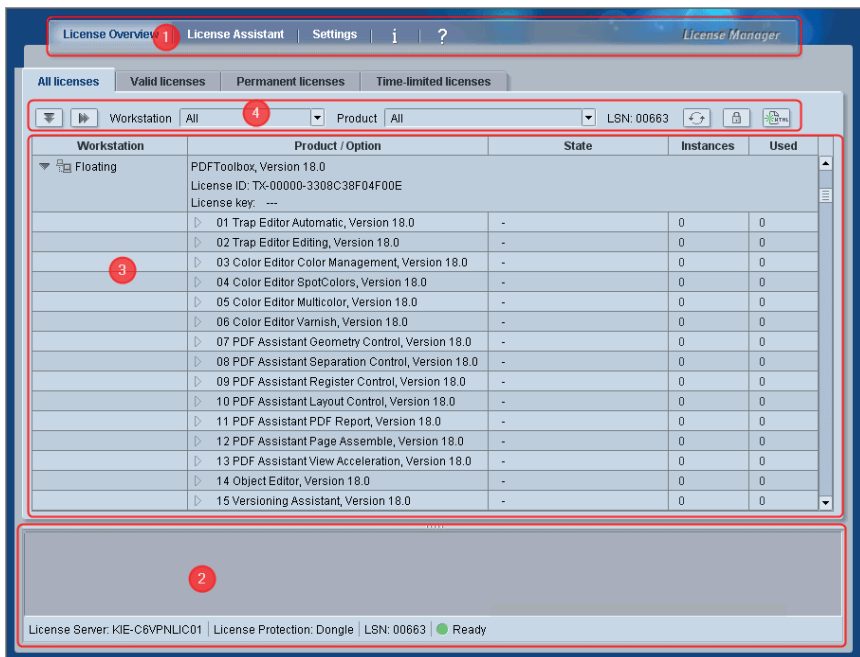 License Overview 1 License Assistant Settings i ? License Manager
All licenses Valid licenses Permanent licenses Time-limited licenses
Workstation All 4 Product All LSN: 00663 HTML
Workstation Product / Option State Instances Used
Floating PDFToolbox, Version 18.0
License ID: TX-00000-3308C38F04F00E
License key: ---
01 Trap Editor Automatic, Version 18.0 - 0 0
02 Trap Editor Editing, Version 18.0 - 0 0
3 03 Color Editor Color Management, Version 18.0 - 0 0
04 Color Editor SpotColors, Version 18.0 - 0 0
05 Color Editor Multicolor, Version 18.0 - 0 0
06 Color Editor Varnish, Version 18.0 - 0 0
07 PDF Assistant Geometry Control, Version 18.0 - 0 0
08 PDF Assistant Separation Control, Version 18.0 - 0 0
09 PDF Assistant Register Control, Version 18.0 - 0 0
10 PDF Assistant Layout Control, Version 18.0 - 0 0
11 PDF Assistant PDF Report, Version 18.0 - 0 0
12 PDF Assistant Page Assemble, Version 18.0 - 0 0
13 PDF Assistant View Acceleration, Version 18.0 - 0 0
14 Object Editor, Version 18.0 - 0 0
15 Versioning Assistant, Version 18.0 - 0 0
2
License Server: KIE-C6VPNLIC01 License Protection: Dongle LSN: 00663 Ready